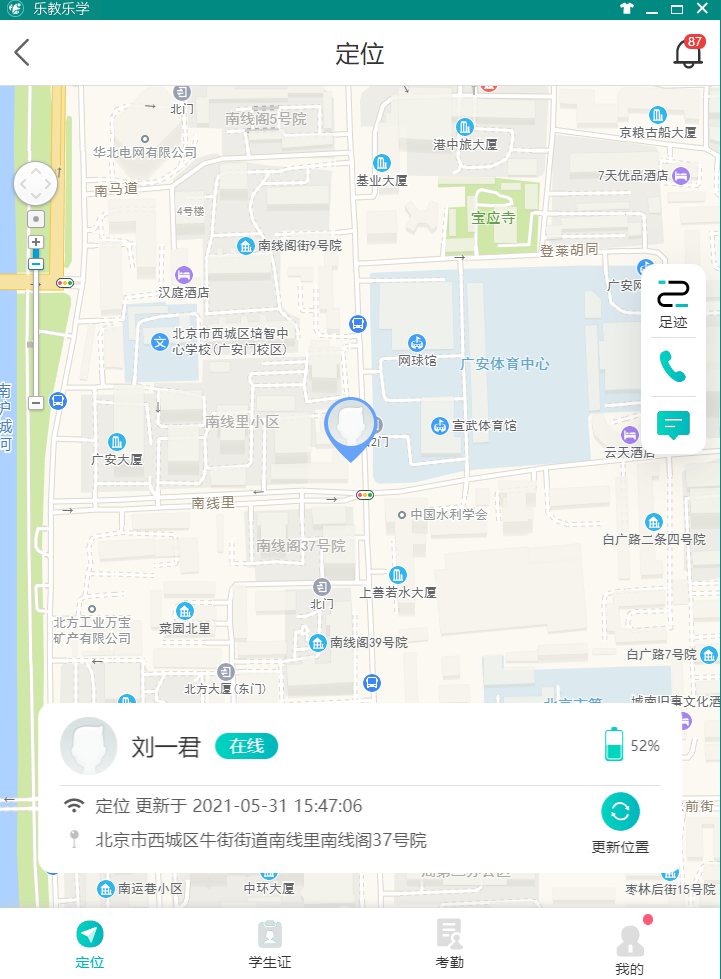 乐教乐学
定位
87
北门
南线阁5号院
京粮古船大厦
港中旅大厦
华北电网有限公司
基业大厦
7天优品酒店
南马道
4号楼
宝应寺
南线阁街9号院
登莱胡同
汉庭酒店
广安网
足迹
北京市西城区培智中
心学校(广安门校区)
网球馆
广安体育中心
南护城河
南线里小区
宣武体育馆
2门
广安大厦
云天酒店
南线里
中国水利学会
白广路二条四号院
南线阁37号院
上善若水大厦
北门
北方工业万宝
矿产有限公司
菜园北里
南线阁39号院
白广路7号院
北方大厦(东门)
城南旧事文化酒
刘一君
在线
52%
定位 更新于 2021-05-31 15:47:06
前街
北京市西城区牛街街道南线里南线阁37号院
更新位置
南运巷小区
中环大厦
枣林后街15号院
定位
学生证
考勤
我的